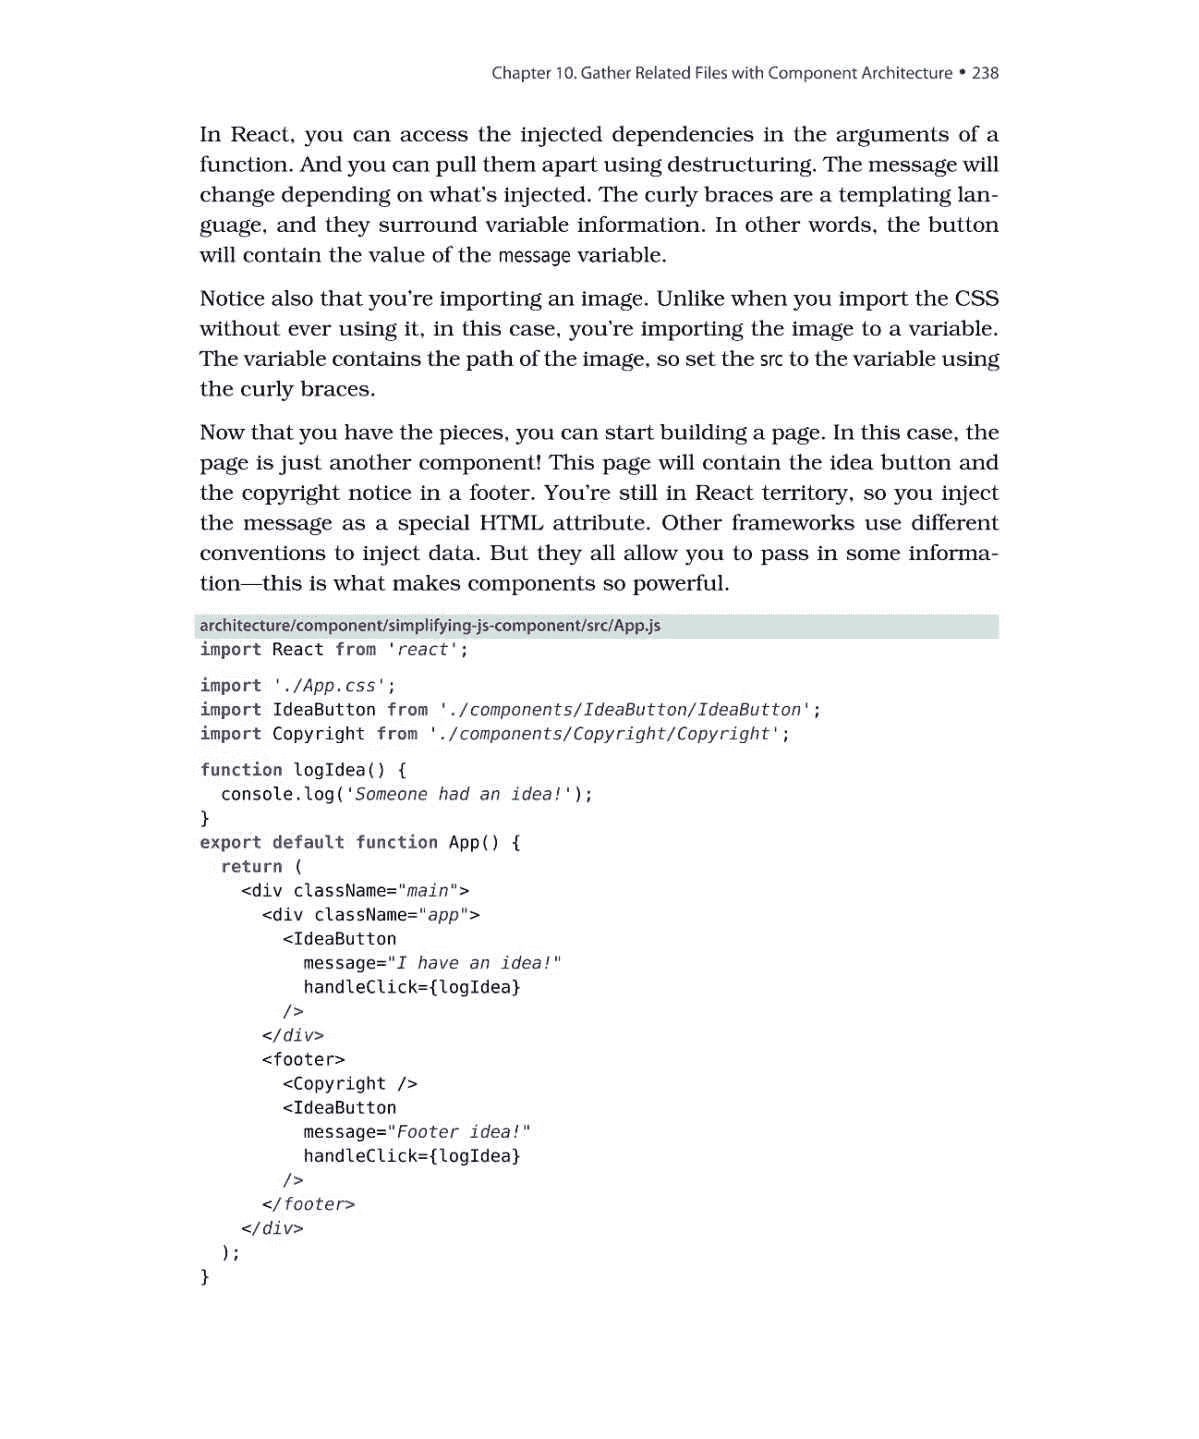 Chapter 10. Gather Related Files with Component Architecture • 238
In React, you can access the injected dependencies in the arguments of a
function. And you can pull them apart using destructuring. The message will
change depending on what's injected. The curly braces are a templating lan-
guage, and they surround variable information. In other words, the button
will contain the value of the message variable.
Notice also that you're importing an image. Unlike when you import the CSS
without ever using it, in this case, you're importing the image to a variable.
The variable contains the path of the image, so set the src to the variable using
the curly braces.
Now that you have the pieces, you can start building a page. In this case, the
page is just another component! This page will contain the idea button and
the copyright notice in a footer. You're still in React territory, so you inject
the message as a special HTML attribute. Other frameworks use different
conventions to inject data. But they all allow you to pass in some informa-
tion—this is what makes components so powerful.
architecture/component/simplifying-js-component/src/App.js
import React from 'react';
import './App.css';
import IdeaButton from './components/IdeaButton/IdeaButton';
import Copyright from './components/Copyright/Copyright';
function logIdea() {
  console.log('Someone had an idea!');
}
export default function App() {
  return (
    <div className="main">
      <div className="app">
        <IdeaButton
          message="I have an idea!"
          handleClick={logIdea}
        />
      </div>
      <footer>
        <Copyright />
        <IdeaButton
          message="Footer idea!"
          handleClick={logIdea}
        />
      </footer>
    </div>
  );
}